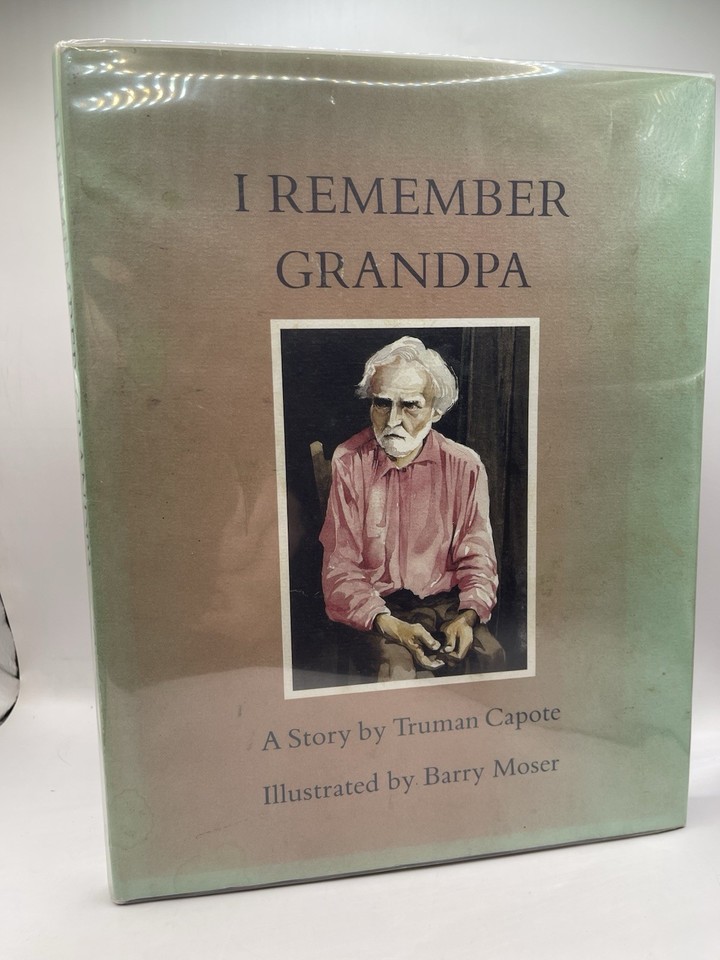 I REMEMBER
GRANDPA
A Story by Truman Capote
Illustrated by Barry Moser